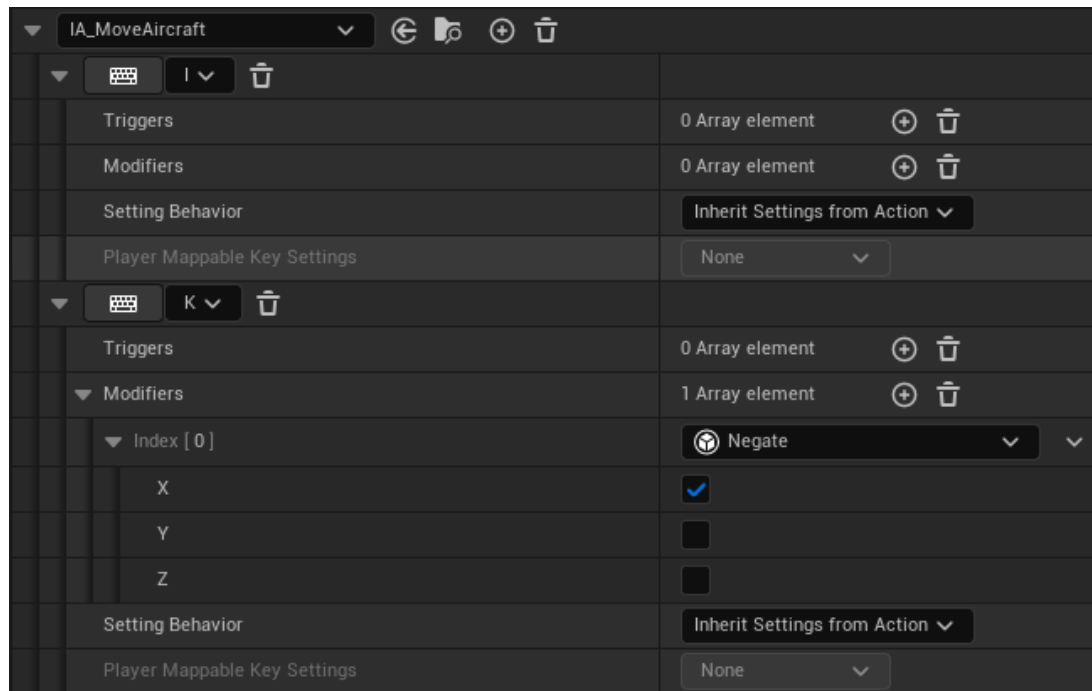 IA_MoveAircraft
I
Triggers 0 Array element
Modifiers 0 Array element
Setting Behavior Inherit Settings from Action
Player Mappable Key Settings None
K
Triggers 0 Array element
Modifiers 1 Array element
Index [ 0 ] Negate
X
Y
Z
Setting Behavior Inherit Settings from Action
Player Mappable Key Settings None